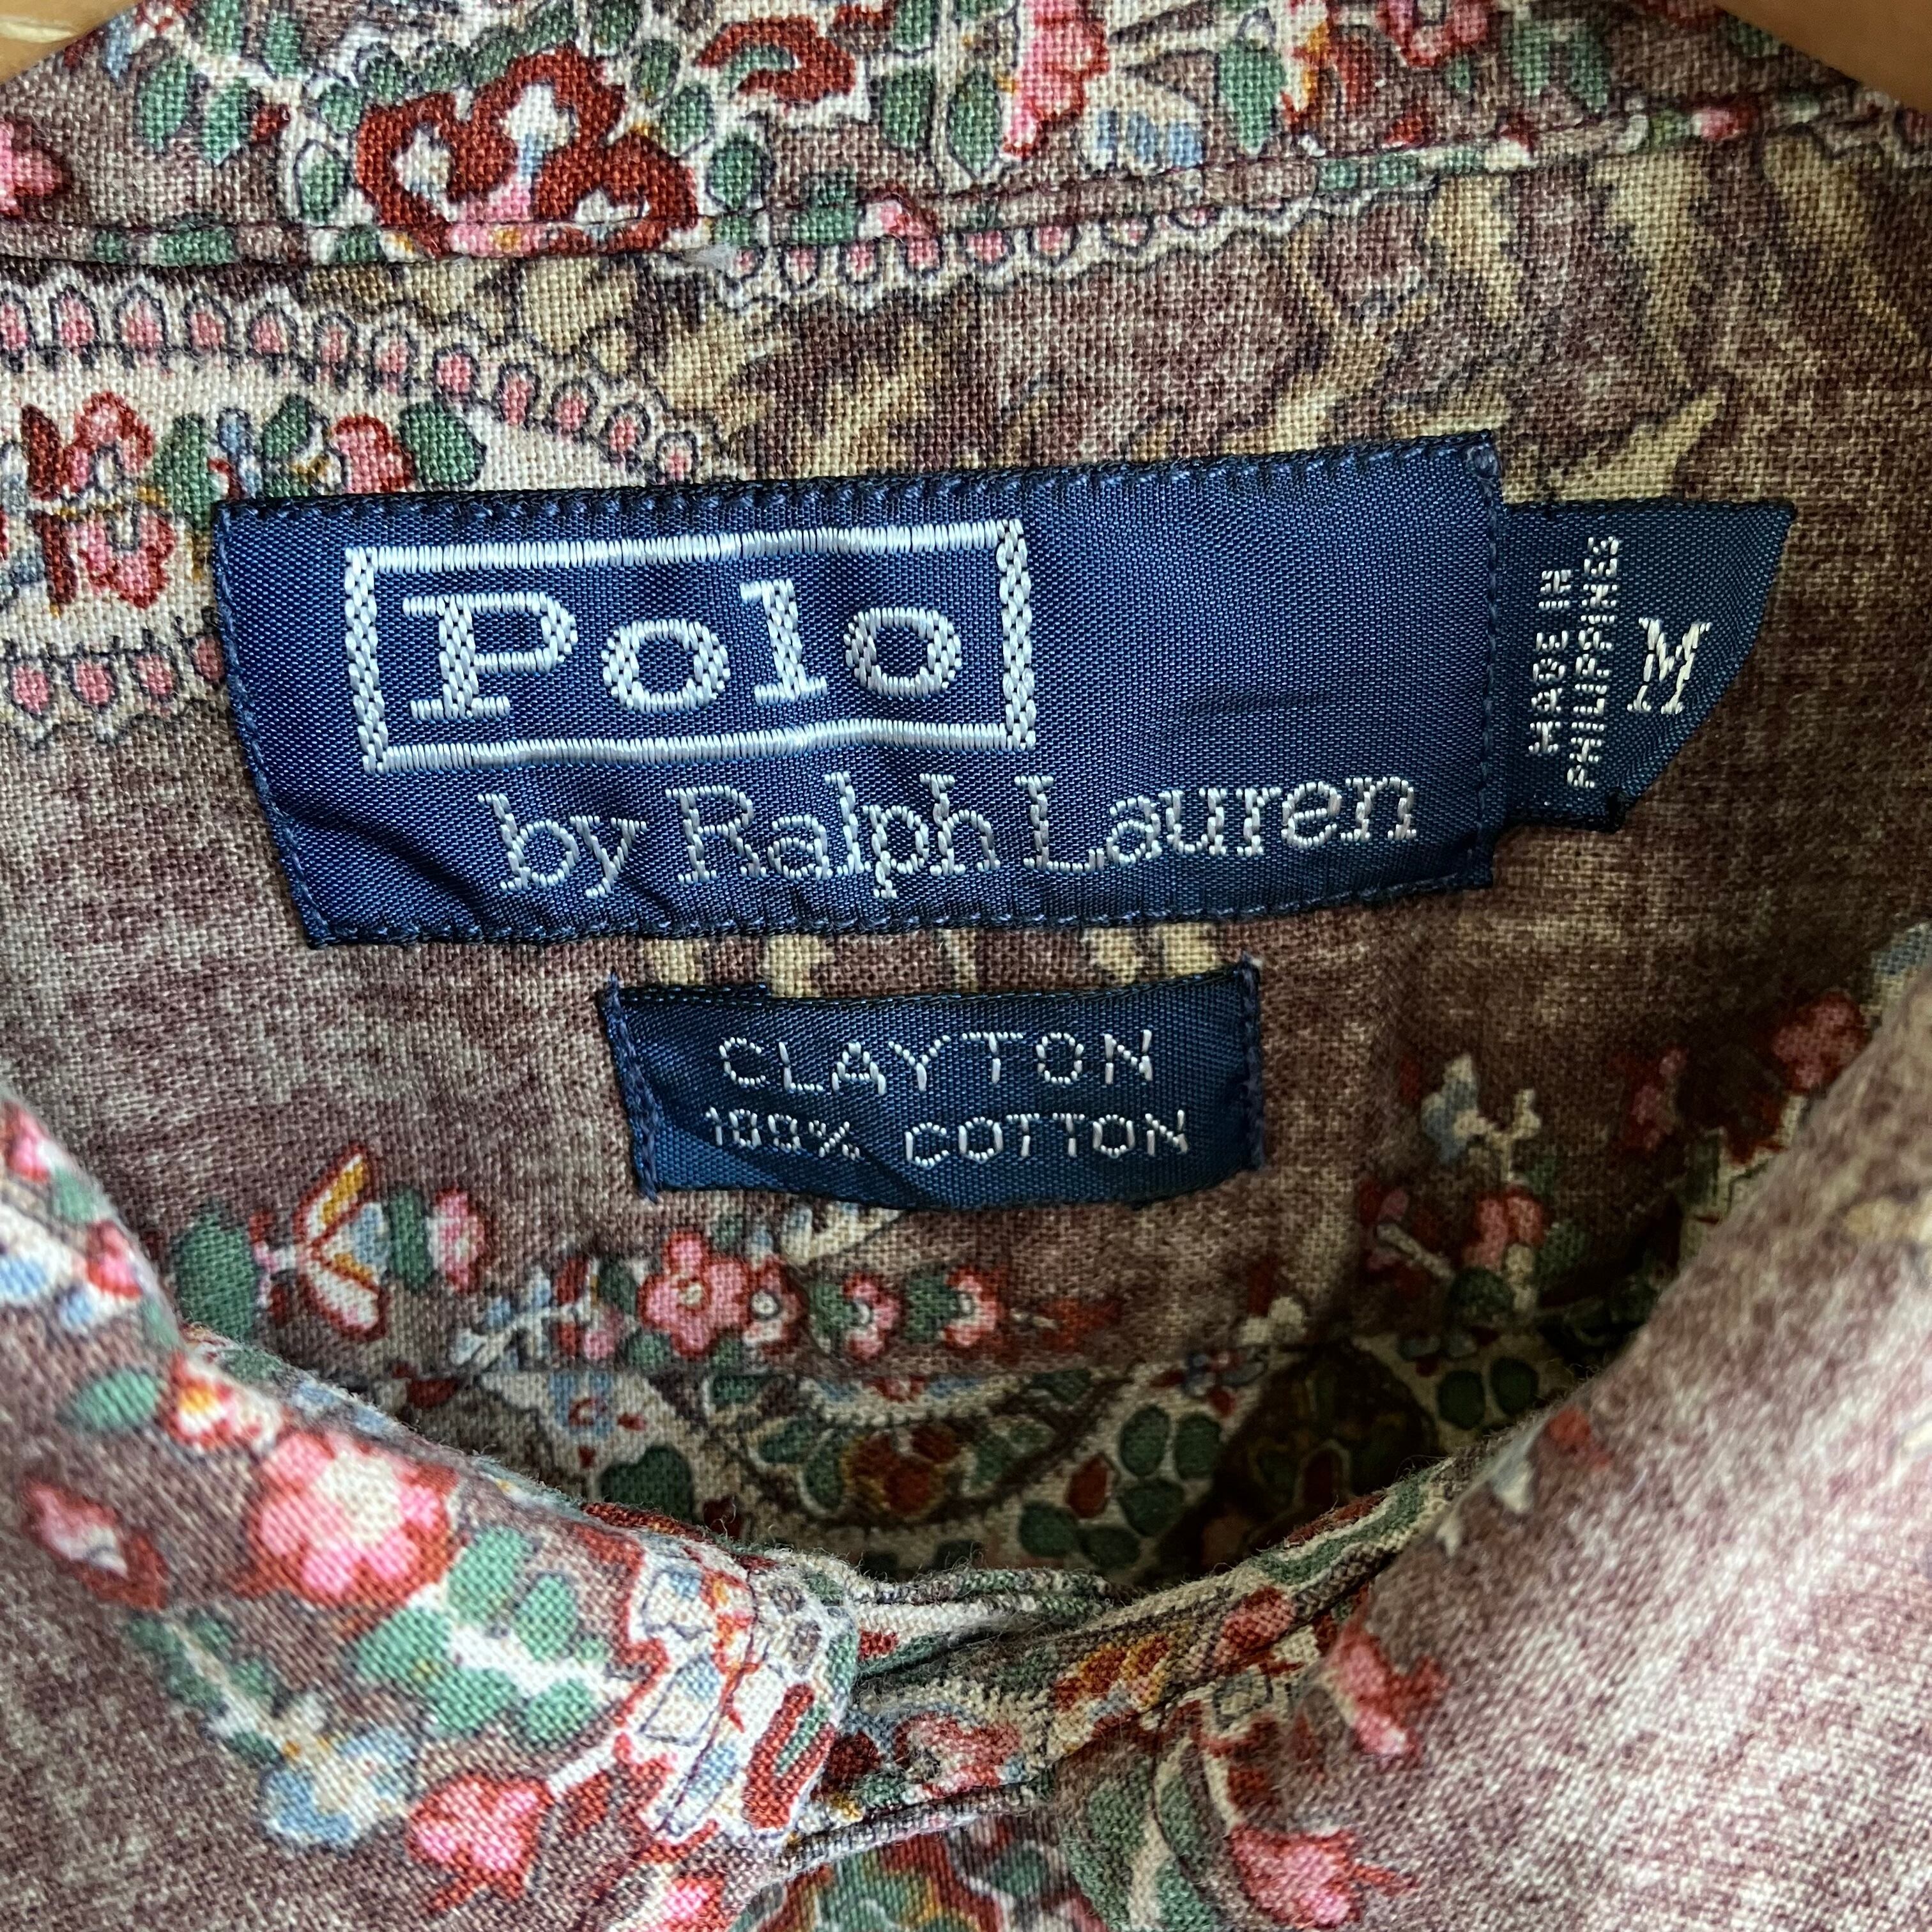 Polo
by Ralph Lauren
MADE IN
PHILIPPINES
M
CLAYTON
100% COTTON